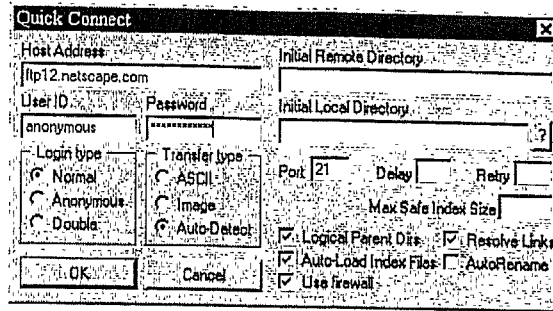 Quick Connect
Host Address
ftp12.netscape.com
User ID
Password
anonymous
**********
Login type
Normal
Anonymous
Double
Transfer type
ASCII
Image
Auto-Detect
OK
Cancel
Initial Remote Directory
Initial Local Directory
?
Port 21 Delay Retry
Max Safe Index Size
Logical Parent Dirs Resolve Links
Auto-Load Index Files AutoRename
Use firewall